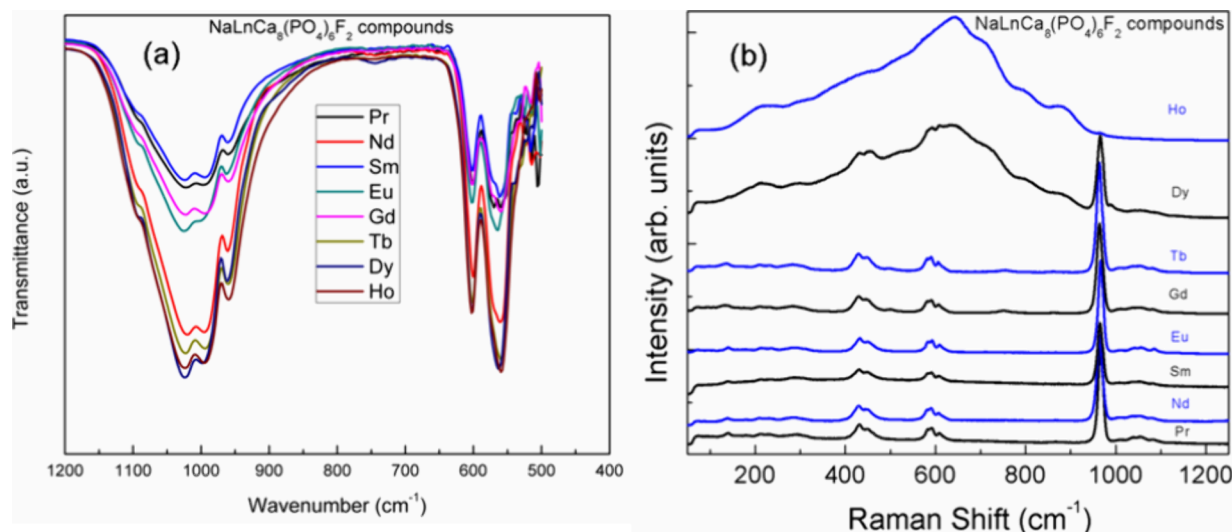 NaLnCa₈(PO₄)₆F₂ compounds
(a)
Pr
Nd
Sm
Eu
Gd
Tb
Dy
Ho
Transmittance (a.u.)
1200 1100 1000 900 800 700 600 500 400
Wavenumber (cm⁻¹)
NaLnCa₈(PO₄)₆F₂ compounds
(b)
Ho
Dy
Tb
Gd
Eu
Sm
Nd
Pr
Intensity (arb. units)
200 400 600 800 1000 1200
Raman Shift (cm⁻¹)